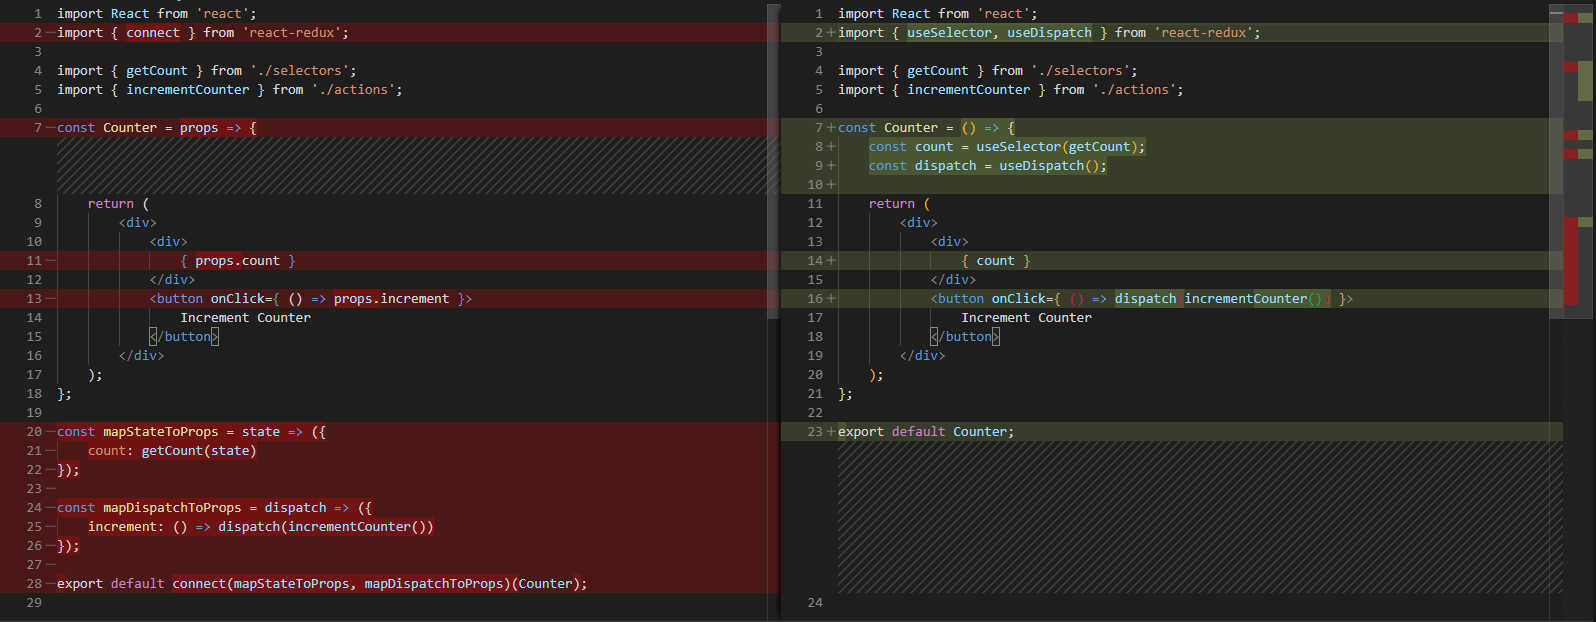 1 import React from 'react';
2 import { connect } from 'react-redux';
3
4 import { getCount } from './selectors';
5 import { incrementCounter } from './actions';
6
7 const Counter = props => {
8 return (
9 <div>
10 <div>
11 { props.count }
12 </div>
13 <button onClick={ () => props.increment }>
14 Increment Counter
15 </button>
16 </div>
17 );
18 };
19
20 const mapStateToProps = state => ({
21 count: getCount(state)
22 });
23
24 const mapDispatchToProps = dispatch => ({
25 increment: () => dispatch(incrementCounter())
26 });
27
28 export default connect(mapStateToProps, mapDispatchToProps)(Counter);
29
1 import React from 'react';
2 + import { useSelector, useDispatch } from 'react-redux';
3
4 import { getCount } from './selectors';
5 import { incrementCounter } from './actions';
6
7 + const Counter = () => {
8 + const count = useSelector(getCount);
9 + const dispatch = useDispatch();
10 +
11 return (
12 <div>
13 <div>
14 + { count }
15 </div>
16 + <button onClick={ () => dispatch(incrementCounter()) }>
17 Increment Counter
18 </button>
19 </div>
20 );
21 };
22
23 + export default Counter;
24